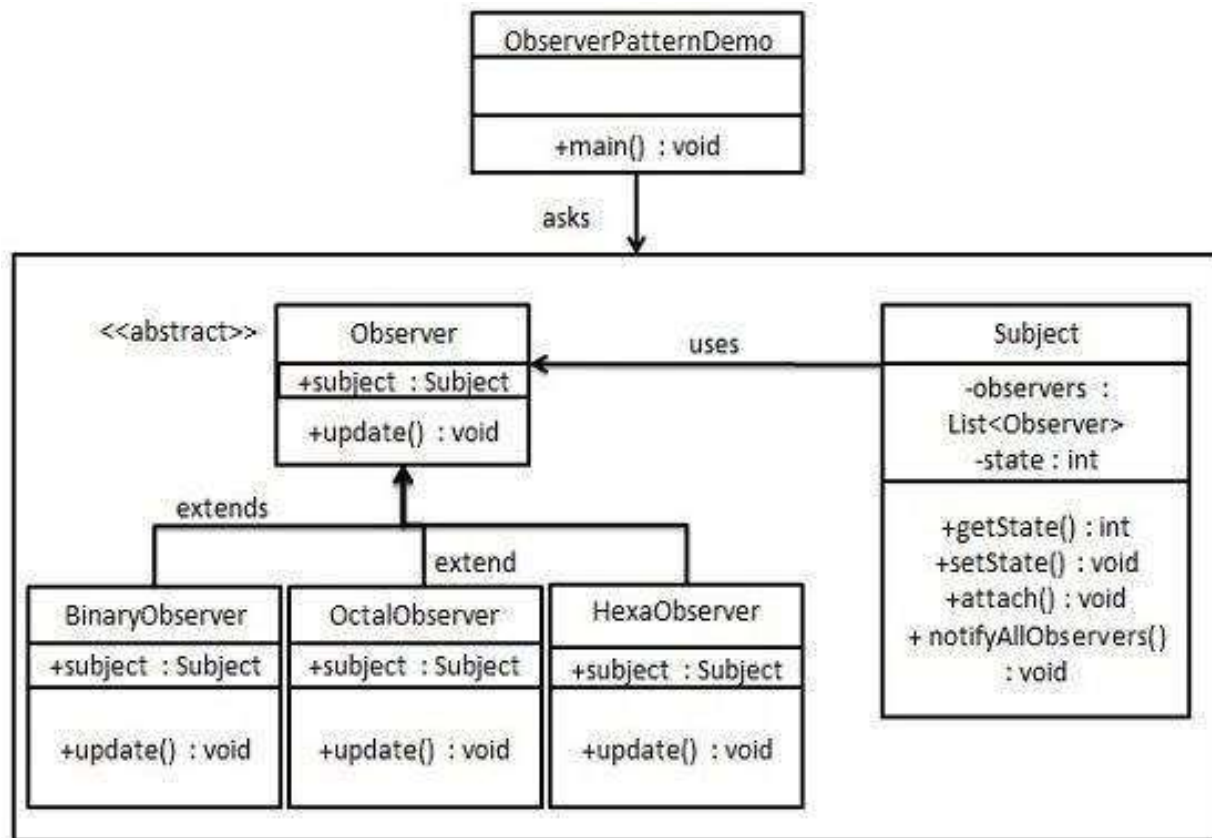 ObserverPatternDemo
+main() : void
asks
<<abstract>>
Observer
+subject : Subject
+update() : void
uses
Subject
-observers :
List<Observer>
-state : int
+getState() : int
+setState() : void
+attach() : void
+ notifyAllObservers()
: void
extends
extend
BinaryObserver
+subject : Subject
+update() : void
OctalObserver
+subject : Subject
+update() : void
HexaObserver
+subject : Subject
+update() : void